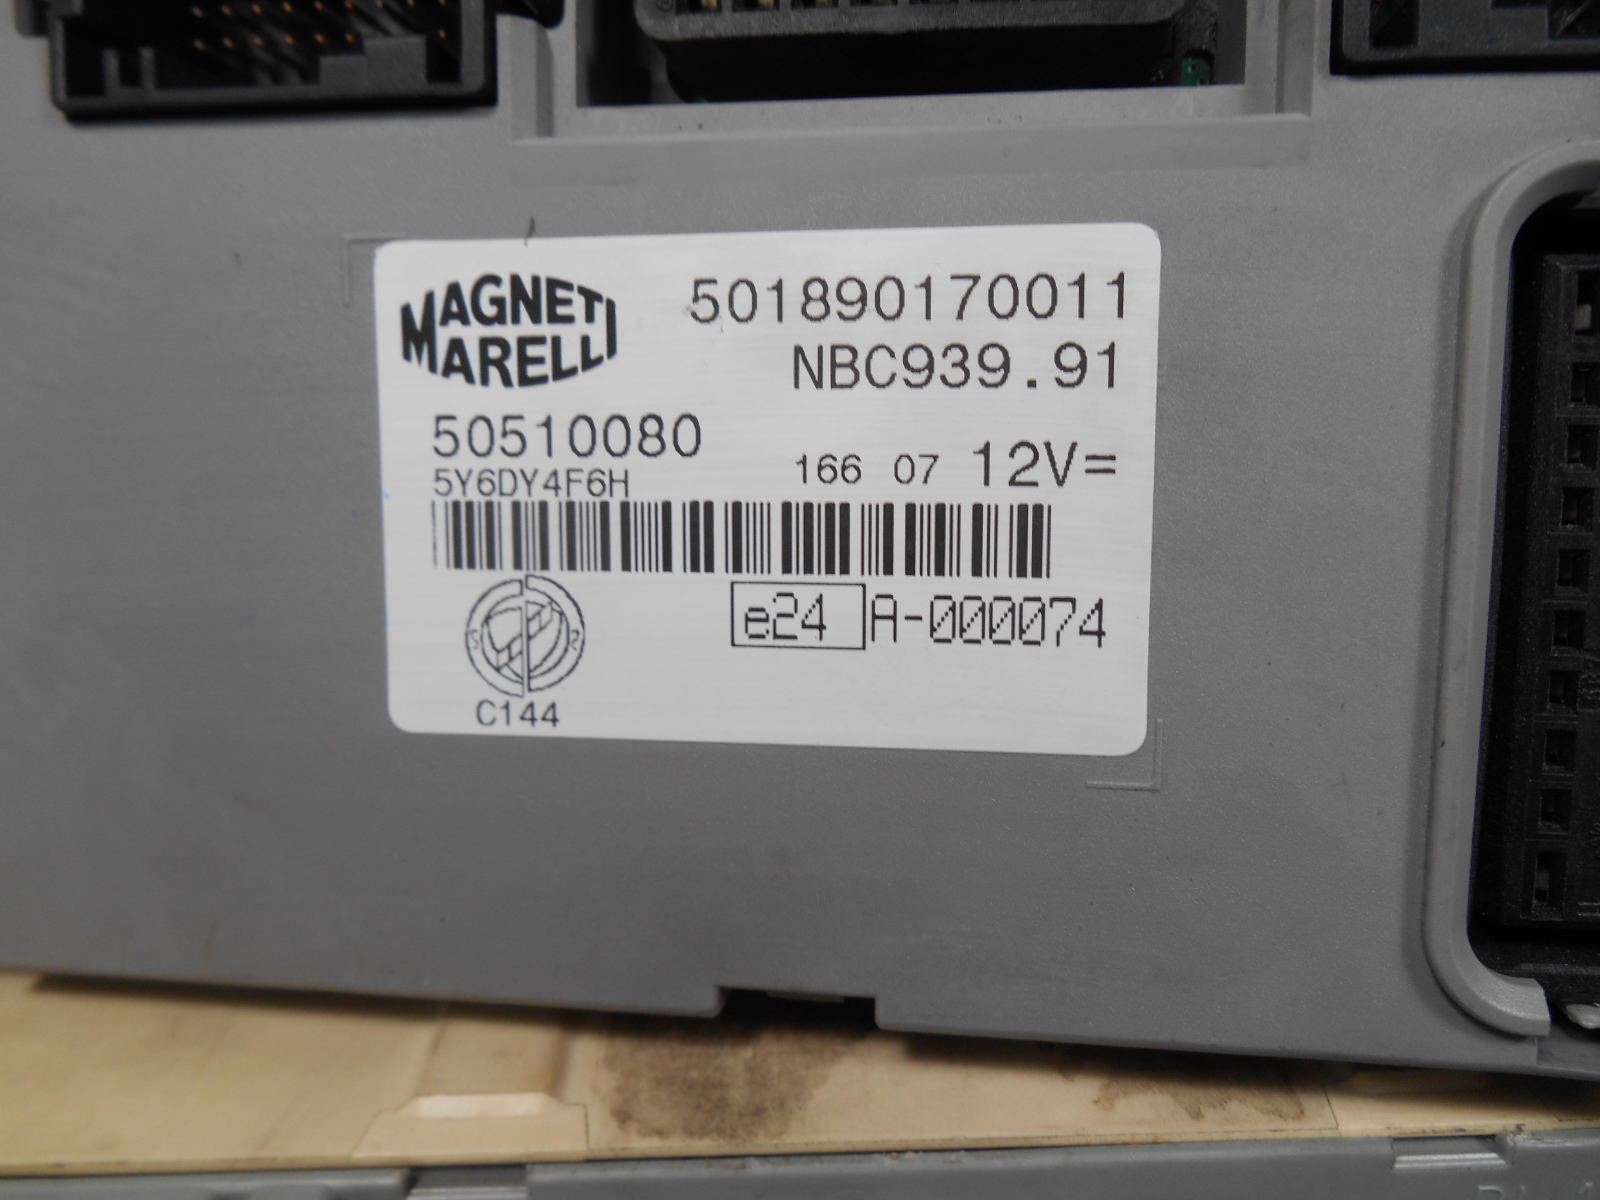 MAGNETI
MARELLI
501890170011
NBC939.91
50510080
5Y6DY4F6H
166 07 12V=
e24 A-000074
C144